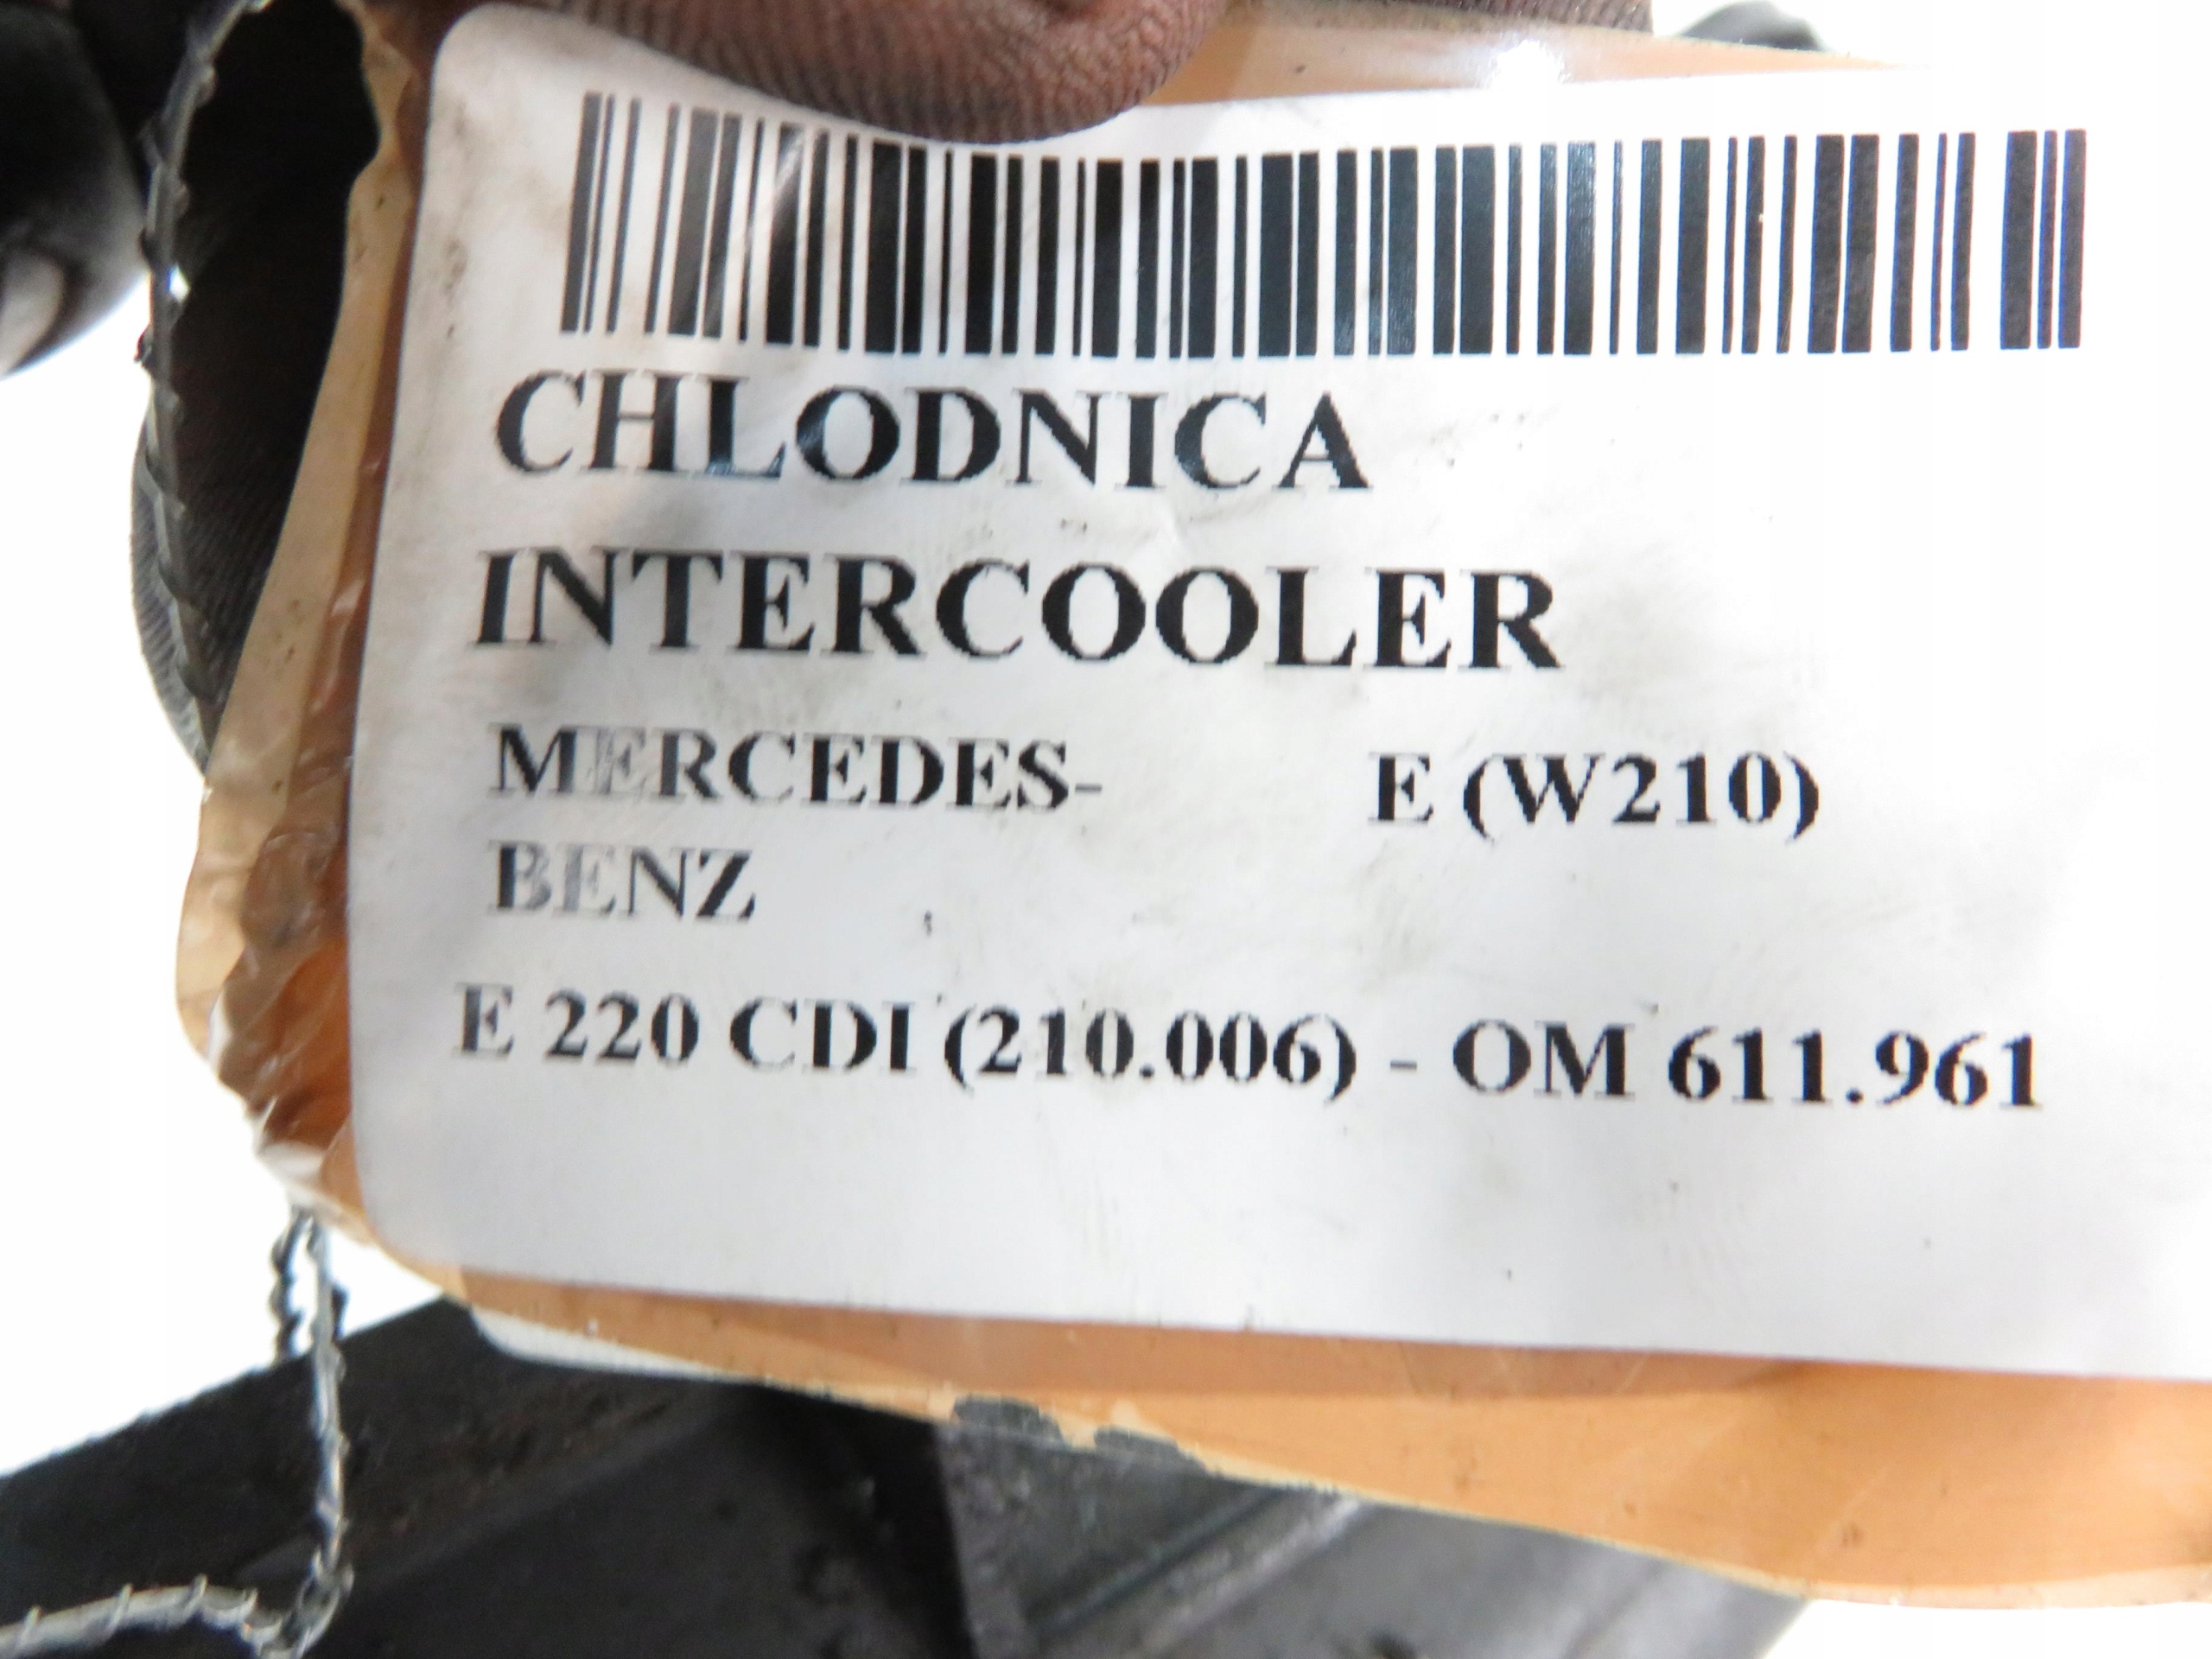 CHLODNICA
INTERCOOLER
MERCEDES- E (W210)
BENZ
E 220 CDI (210.006) - OM 611.961